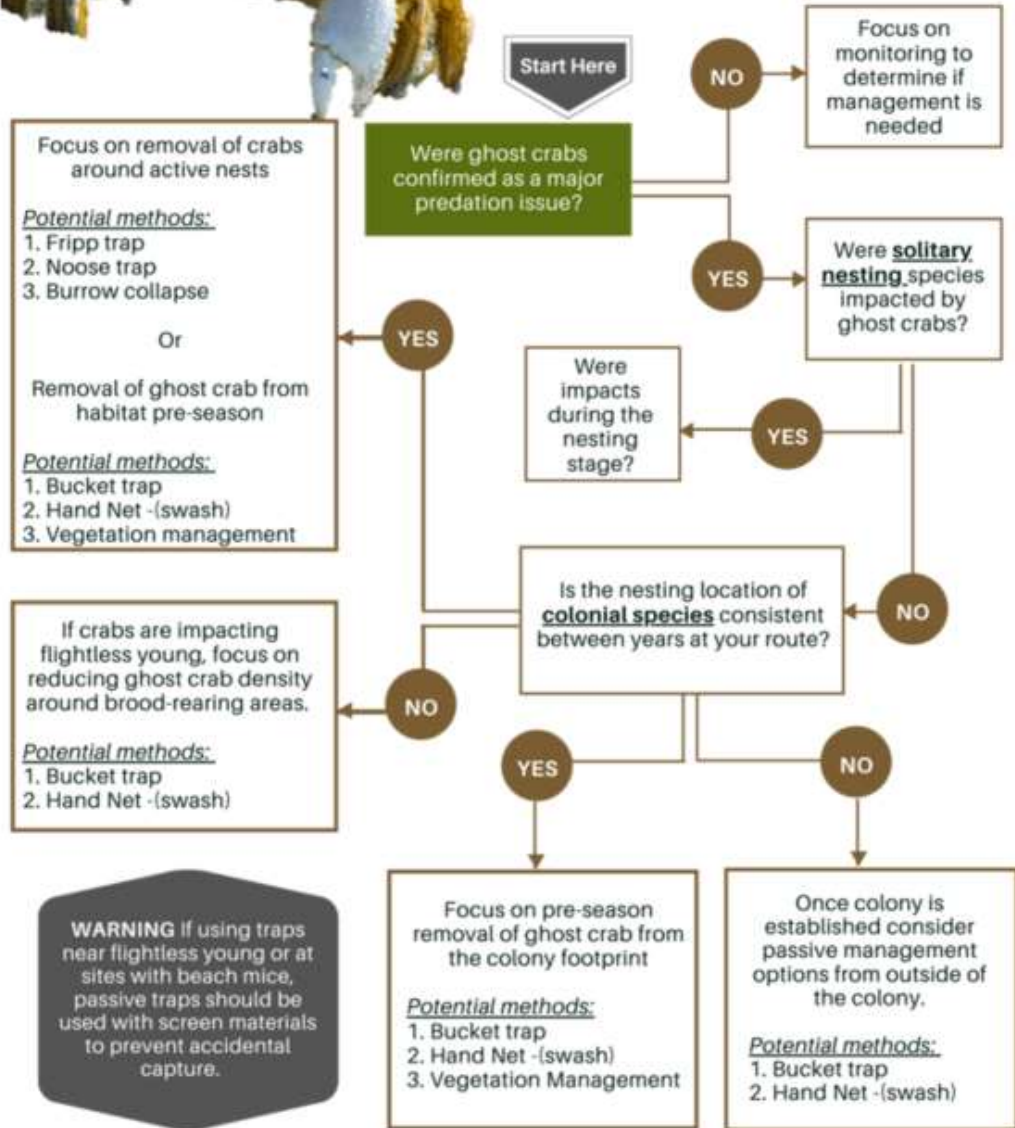 Start Here
Were ghost crabs
confirmed as a major
predation issue?
NO
Focus on
monitoring to
determine if
management is
needed
YES
Were solitary
nesting species
impacted by
ghost crabs?
YES
Were
impacts
during the
nesting
stage?
NO
Is the nesting location of
colonial species consistent
between years at your route?
YES
Focus on removal of crabs
around active nests
Potential methods:
1. Fripp trap
2. Noose trap
3. Burrow collapse
Or
Removal of ghost crab from
habitat pre-season
Potential methods:
1. Bucket trap
2. Hand Net -(swash)
3. Vegetation management
NO
If crabs are impacting
flightless young, focus on
reducing ghost crab density
around brood-rearing areas.
Potential methods:
1. Bucket trap
2. Hand Net -(swash)
YES
Focus on pre-season
removal of ghost crab from
the colony footprint
Potential methods:
1. Bucket trap
2. Hand Net -(swash)
3. Vegetation Management
NO
Once colony is
established consider
passive management
options from outside of
the colony.
Potential methods:
1. Bucket trap
2. Hand Net -(swash)
WARNING If using traps
near flightless young or at
sites with beach mice,
passive traps should be
used with screen materials
to prevent accidental
capture.